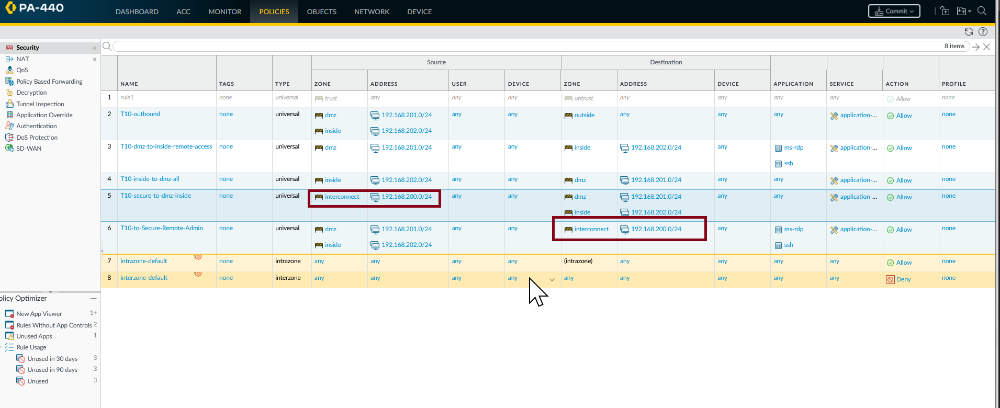 PA-440 DASHBOARD ACC MONITOR POLICIES OBJECTS NETWORK DEVICE Commit
Security
NAT
QoS
Policy Based Forwarding
Decryption
Tunnel Inspection
Application Override
Authentication
DoS Protection
SD-WAN
8 items
Source Destination
NAME TAGS TYPE ZONE ADDRESS USER DEVICE ZONE ADDRESS DEVICE APPLICATION SERVICE ACTION PROFILE
1 rule1 none universal trust any any any untrust any any any any Allow none
2 T10-outbound none universal dmz 192.168.201.0/24 any any outside any any any application-... Allow none
inside 192.168.202.0/24
3 T10-dmz-to-inside-remote-access none universal dmz 192.168.201.0/24 any any inside 192.168.202.0/24 any ms-rdp application-... Allow none
ssh
4 T10-inside-to-dmz-all none universal inside 192.168.202.0/24 any any dmz 192.168.201.0/24 any any application-... Allow none
5 T10-secure-to-dmz-inside none universal interconnect 192.168.200.0/24 any any dmz 192.168.201.0/24 any any application-... Allow none
inside 192.168.202.0/24
6 T10-to-Secure-Remote-Admin none universal dmz 192.168.201.0/24 any any interconnect 192.168.200.0/24 any ms-rdp application-... Allow none
inside 192.168.202.0/24 ssh
7 intrazone-default none intrazone any any any any (intrazone) any any any any Allow none
8 interzone-default none interzone any any any any any any any any any Deny none
olicy Optimizer
New App Viewer 1+
Rules Without App Controls 2
Unused Apps 1
Rule Usage
Unused in 30 days 3
Unused in 90 days 3
Unused 3